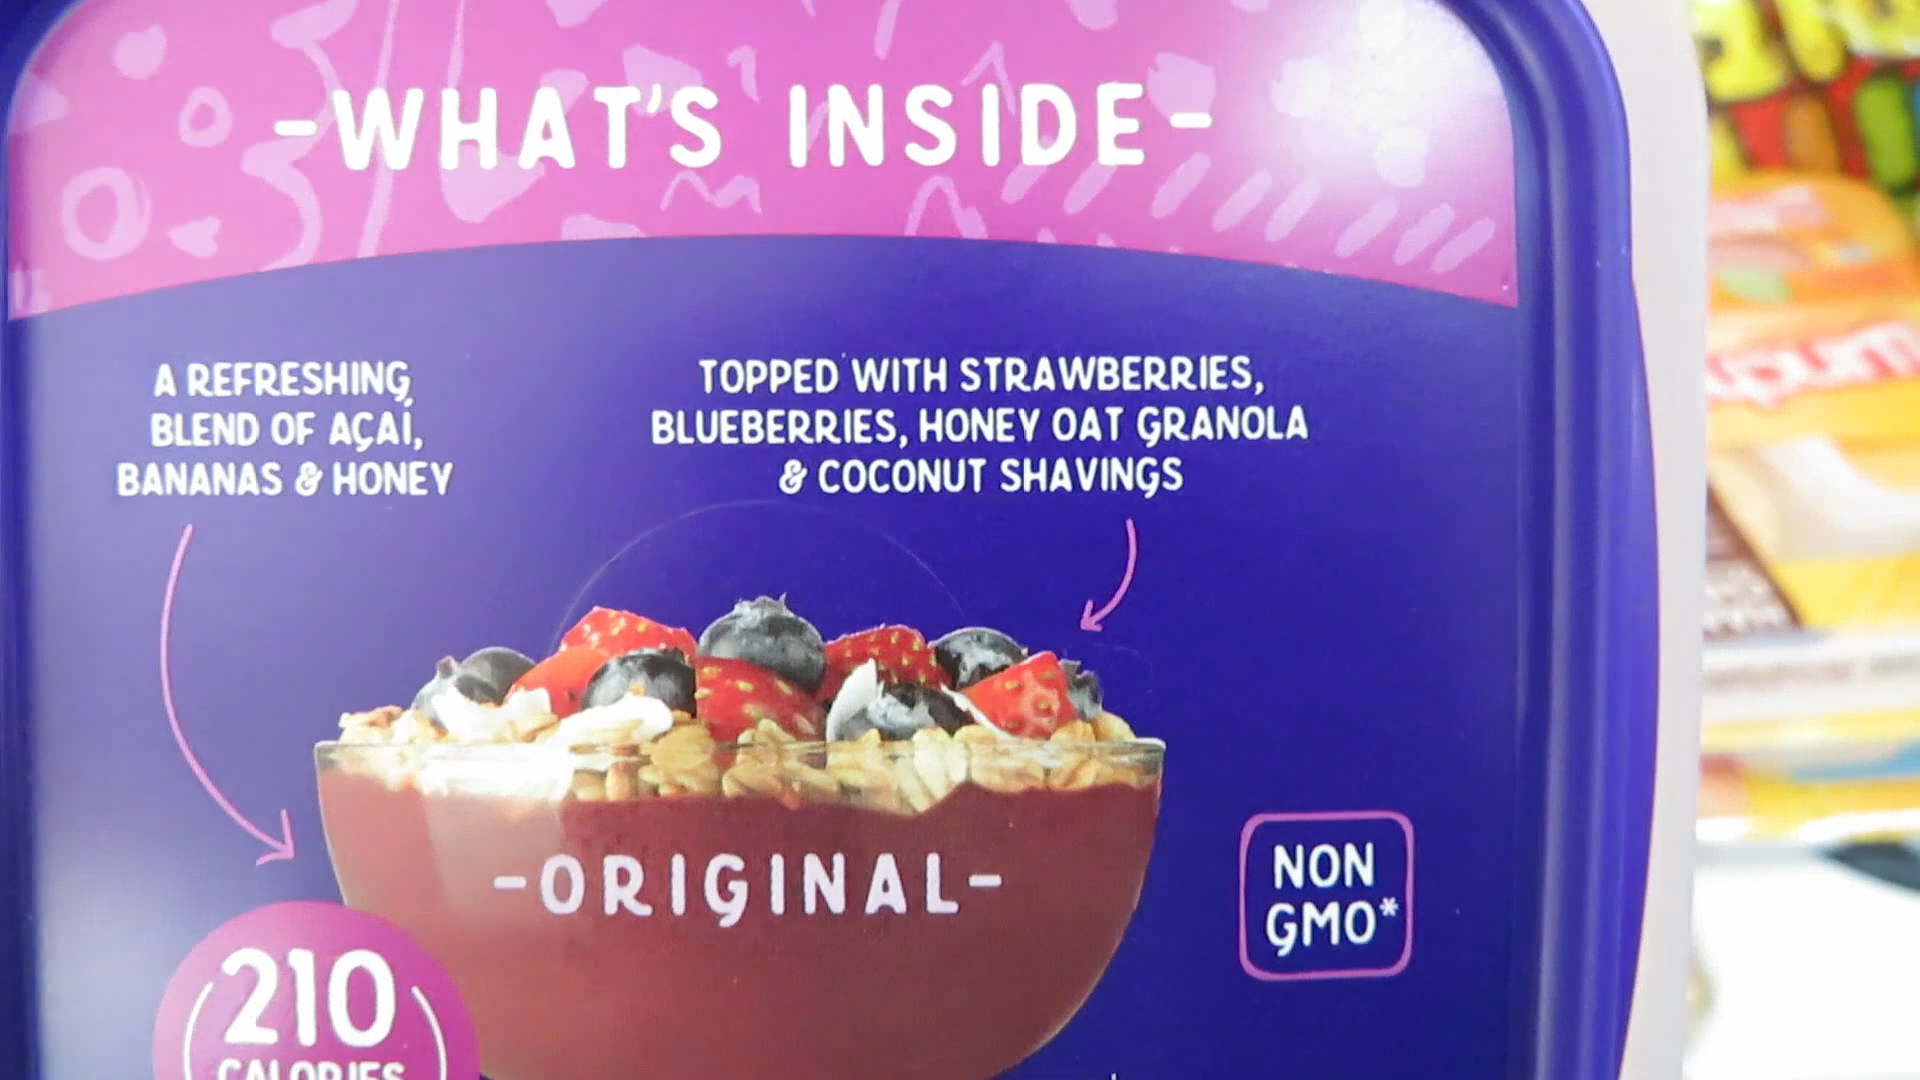 -WHAT'S INSIDE-
A REFRESHING
BLEND OF AÇAÍ,
BANANAS & HONEY
TOPPED WITH STRAWBERRIES,
BLUEBERRIES, HONEY OAT GRANOLA
& COCONUT SHAVINGS
-ORIGINAL-
NON
GMO*
210
CALORIES